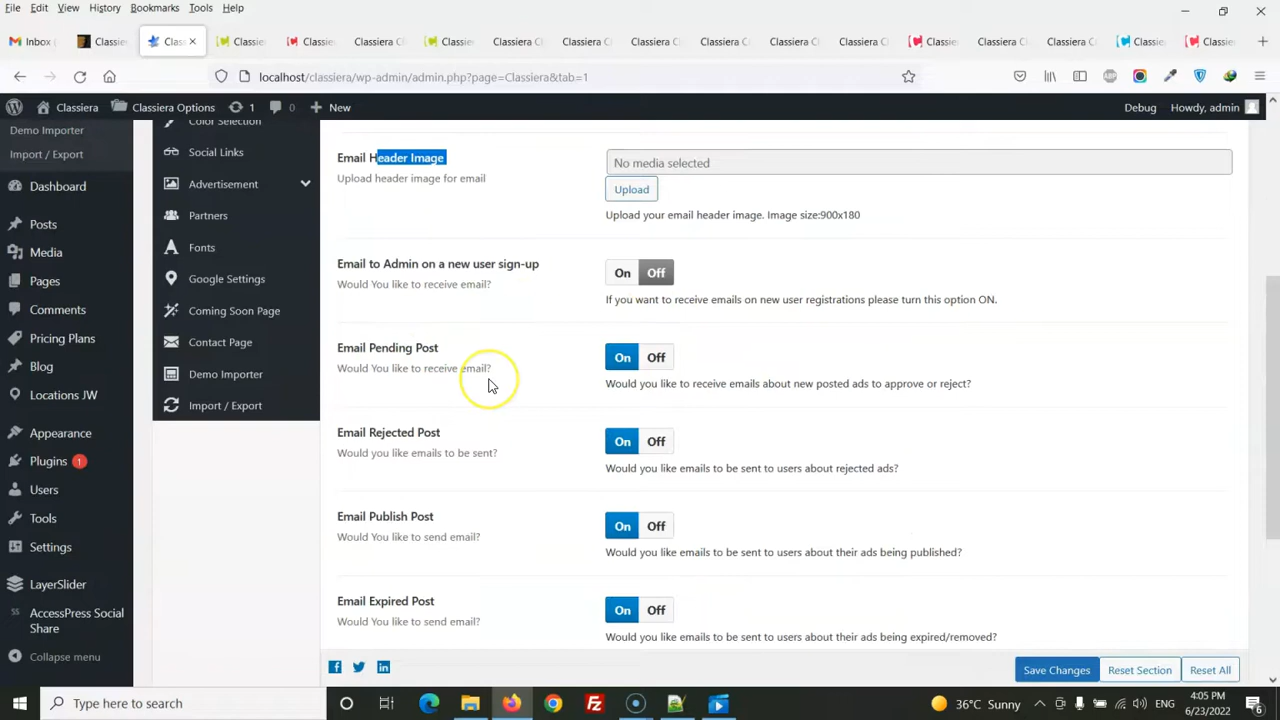 File Edit View History Bookmarks Tools Help
Inbox ( Classiera Class Classie Classie Classiera C Classie Classiera C Classiera C Classiera C Classiera C Classiera C Classie Classiera C Classiera C Classie Classie
localhost/classiera/wp-admin/admin.php?page=Classiera&tab=1
Classiera Classiera Options 1 0 New Debug Howdy, admin
Demo Importer
Import / Export
Dashboard
Posts
Media
Pages
Comments
Pricing Plans
Blog
Locations JW
Appearance
Plugins 1
Users
Tools
Settings
LayerSlider
AccessPress Social
Share
Collapse menu
Color Selection
Social Links
Advertisement
Partners
Fonts
Google Settings
Coming Soon Page
Contact Page
Demo Importer
Import / Export
Email Header Image
Upload header image for email
No media selected
Upload
Upload your email header image. Image size:900x180
Email to Admin on a new user sign-up
Would You like to receive email?
On Off
If you want to receive emails on new user registrations please turn this option ON.
Email Pending Post
Would You like to receive email?
On Off
Would you like to receive emails about new posted ads to approve or reject?
Email Rejected Post
Would you like emails to be sent?
On Off
Would you like emails to be sent to users about rejected ads?
Email Publish Post
Would You like to send email?
On Off
Would you like emails to be sent to users about their ads being published?
Email Expired Post
Would You like to send email?
On Off
Would you like emails to be sent to users about their ads being expired/removed?
Save Changes Reset Section Reset All
Type here to search
36°C Sunny
ENG
4:05 PM
6/23/2022
6